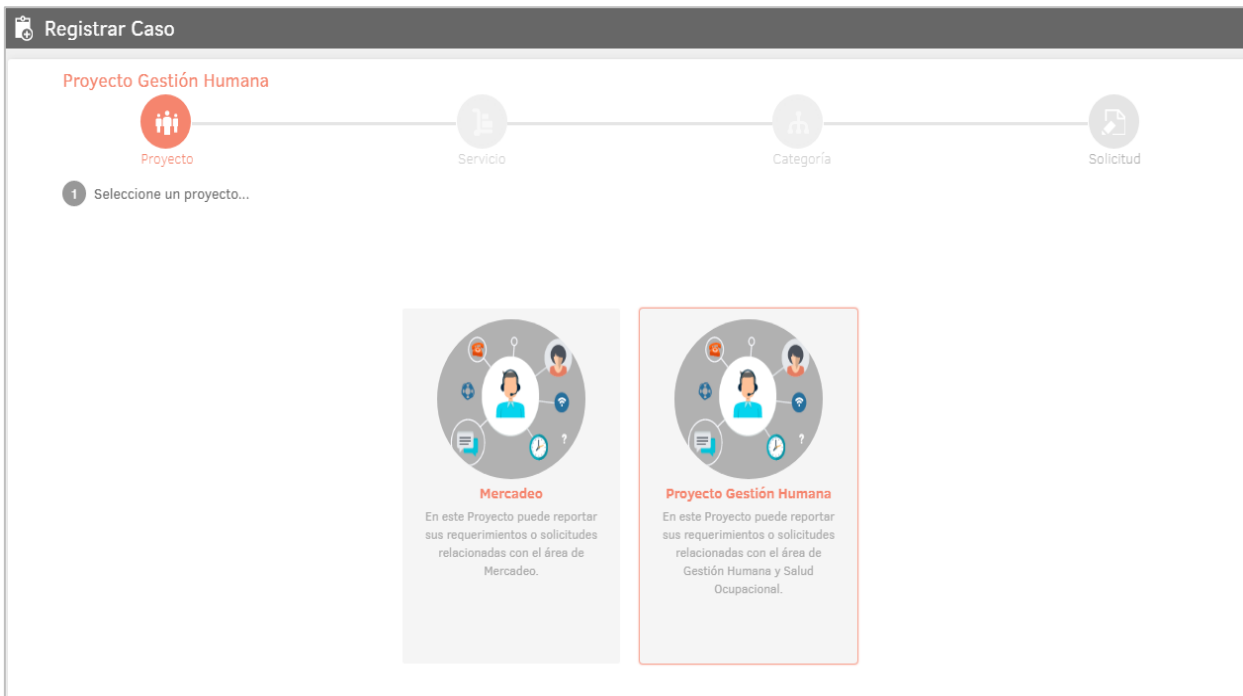 Registrar Caso
Proyecto Gestión Humana
Proyecto
Servicio
Categoría
Solicitud
1 Seleccione un proyecto...
Mercadeo
En este Proyecto puede reportar
sus requerimientos o solicitudes
relacionadas con el área de
Mercadeo.
Proyecto Gestión Humana
En este Proyecto puede reportar
sus requerimientos o solicitudes
relacionadas con el área de
Gestión Humana y Salud
Ocupacional.